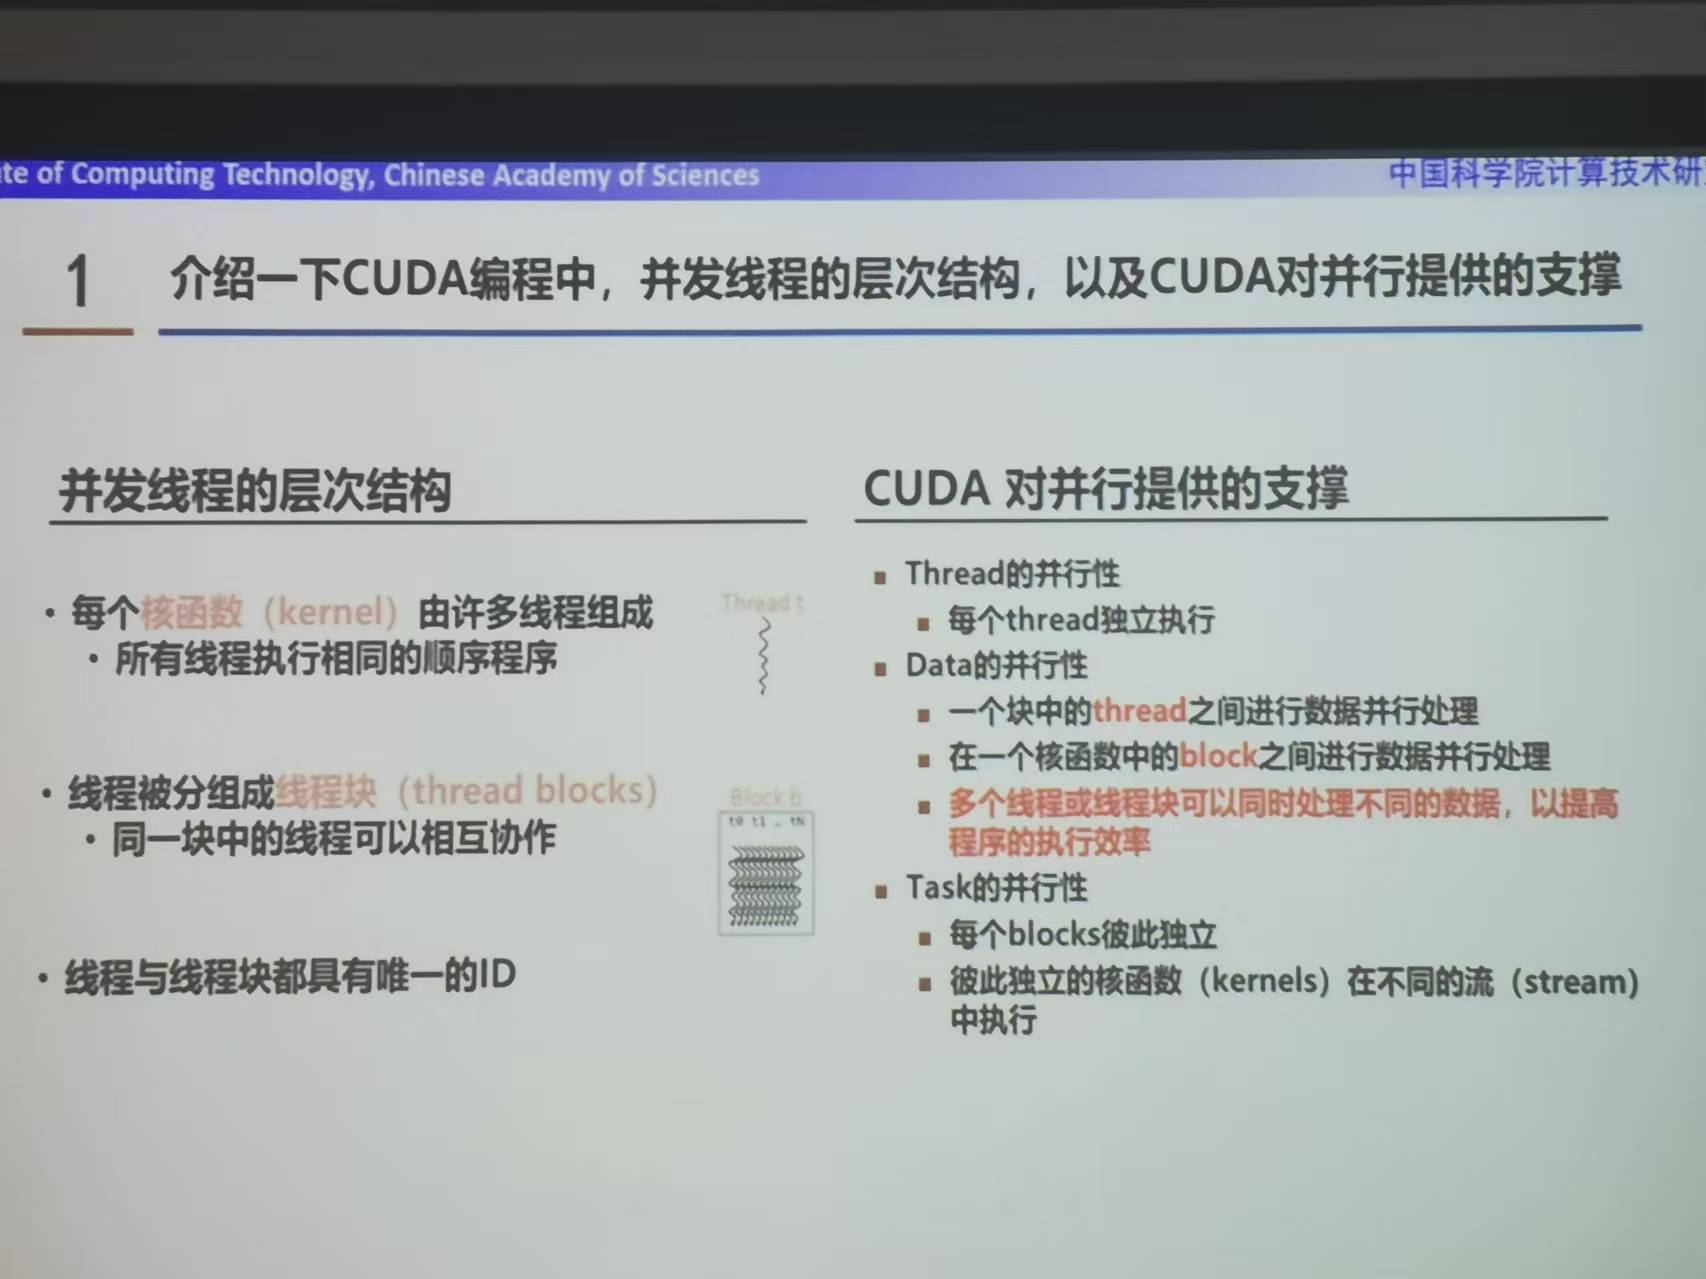 te of Computing Technology, Chinese Academy of Sciences
中国科学院计算技术研
1
介绍一下CUDA编程中，并发线程的层次结构，以及CUDA对并行提供的支撑
并发线程的层次结构
• 每个核函数（kernel）由许多线程组成
• 所有线程执行相同的顺序程序
Thread t
• 线程被分组成线程块（thread blocks）
• 同一块中的线程可以相互协作
Block b
t0 t1 … tN
• 线程与线程块都具有唯一的ID
CUDA 对并行提供的支撑
▪ Thread的并行性
▪ 每个thread独立执行
▪ Data的并行性
▪ 一个块中的thread之间进行数据并行处理
▪ 在一个核函数中的block之间进行数据并行处理
▪ 多个线程或线程块可以同时处理不同的数据，以提高
程序的执行效率
▪ Task的并行性
▪ 每个blocks彼此独立
▪ 彼此独立的核函数（kernels）在不同的流（stream）
中执行